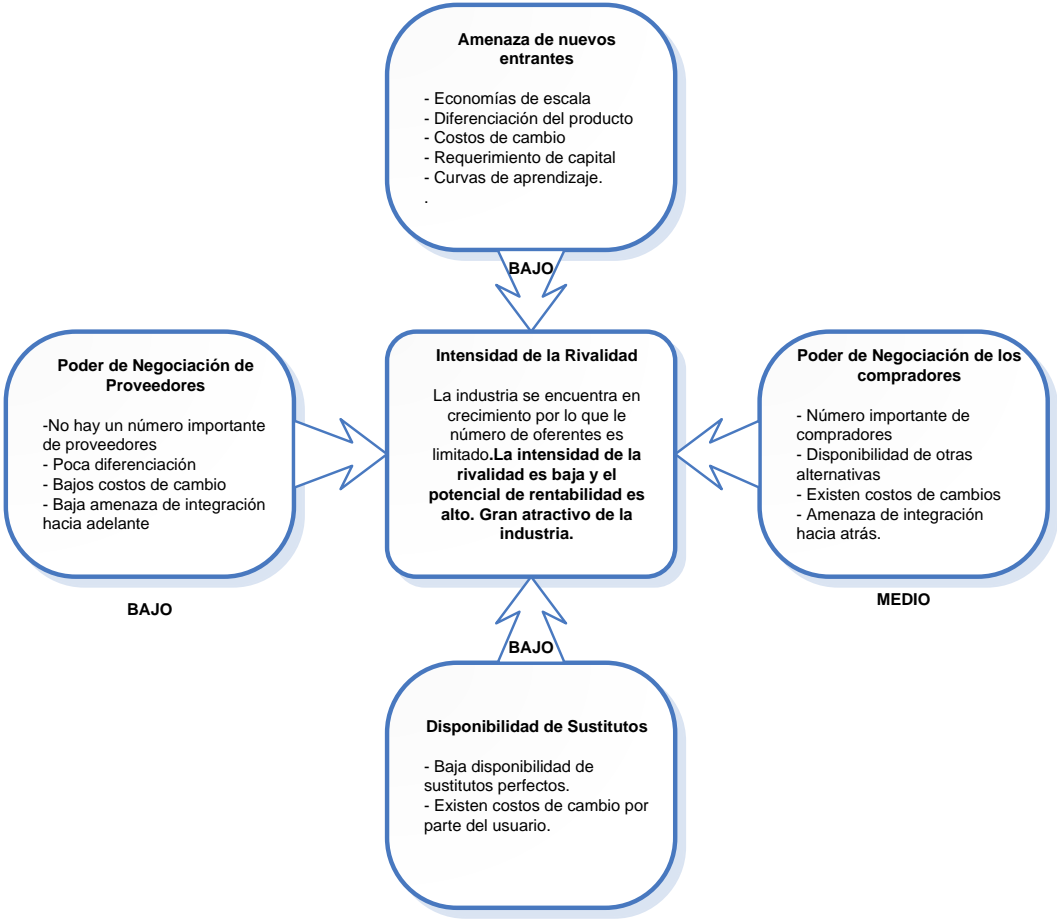 Amenaza de nuevos
entrantes
- Economías de escala
- Diferenciación del producto
- Costos de cambio
- Requerimiento de capital
- Curvas de aprendizaje.
.
BAJO
Poder de Negociación de
Proveedores
-No hay un número importante
de proveedores
- Poca diferenciación
- Bajos costos de cambio
- Baja amenaza de integración
hacia adelante
BAJO
Intensidad de la Rivalidad
La industria se encuentra en
crecimiento por lo que le
número de oferentes es
limitado.La intensidad de la
rivalidad es baja y el
potencial de rentabilidad es
alto. Gran atractivo de la
industria.
Poder de Negociación de los
compradores
- Número importante de
compradores
- Disponibilidad de otras
alternativas
- Existen costos de cambios
- Amenaza de integración
hacia atrás.
MEDIO
BAJO
Disponibilidad de Sustitutos
- Baja disponibilidad de
sustitutos perfectos.
- Existen costos de cambio por
parte del usuario.